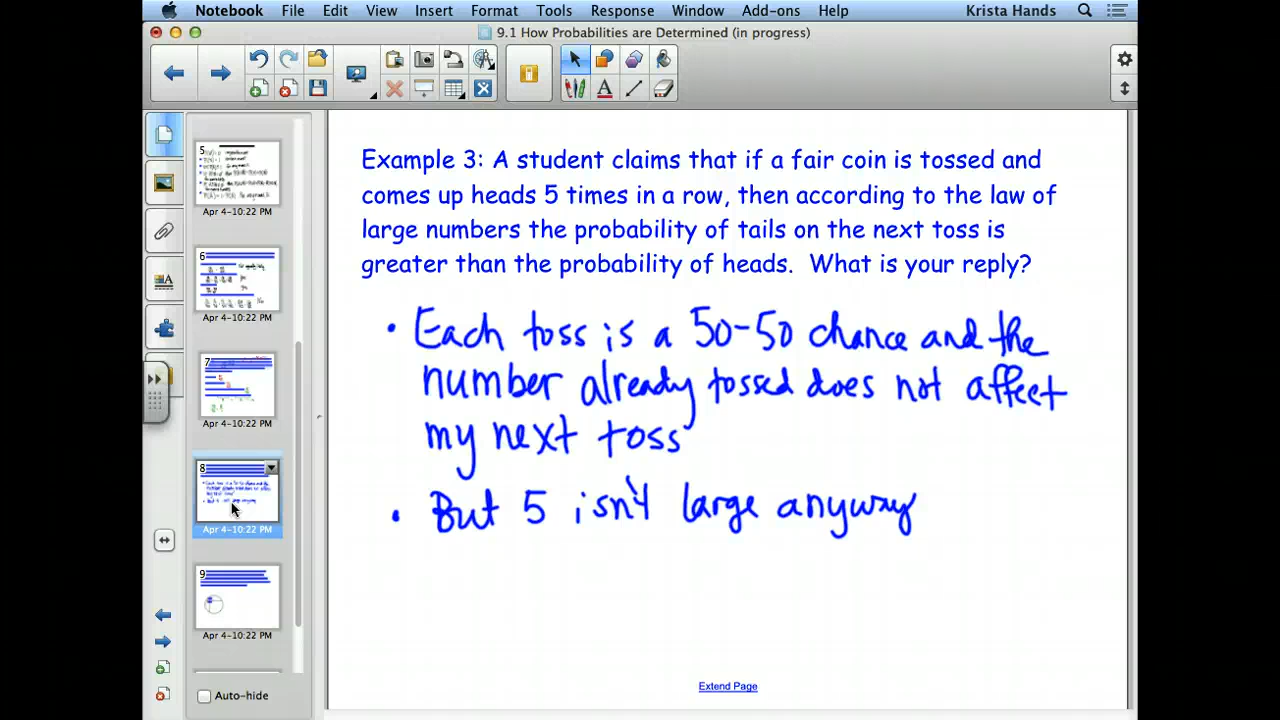 Notebook File Edit View Insert Format Tools Response Window Add-ons Help Krista Hands
9.1 How Probabilities are Determined (in progress)
5
Apr 4-10:22 PM
6
Apr 4-10:22 PM
7
Apr 4-10:22 PM
8
Apr 4-10:22 PM
9
Apr 4-10:22 PM
Auto-hide
Example 3: A student claims that if a fair coin is tossed and
comes up heads 5 times in a row, then according to the law of
large numbers the probability of tails on the next toss is
greater than the probability of heads. What is your reply?
• Each toss is a 50-50 chance and the
number already tossed does not affect
my next toss
• But 5 isn't large anyway
Extend Page